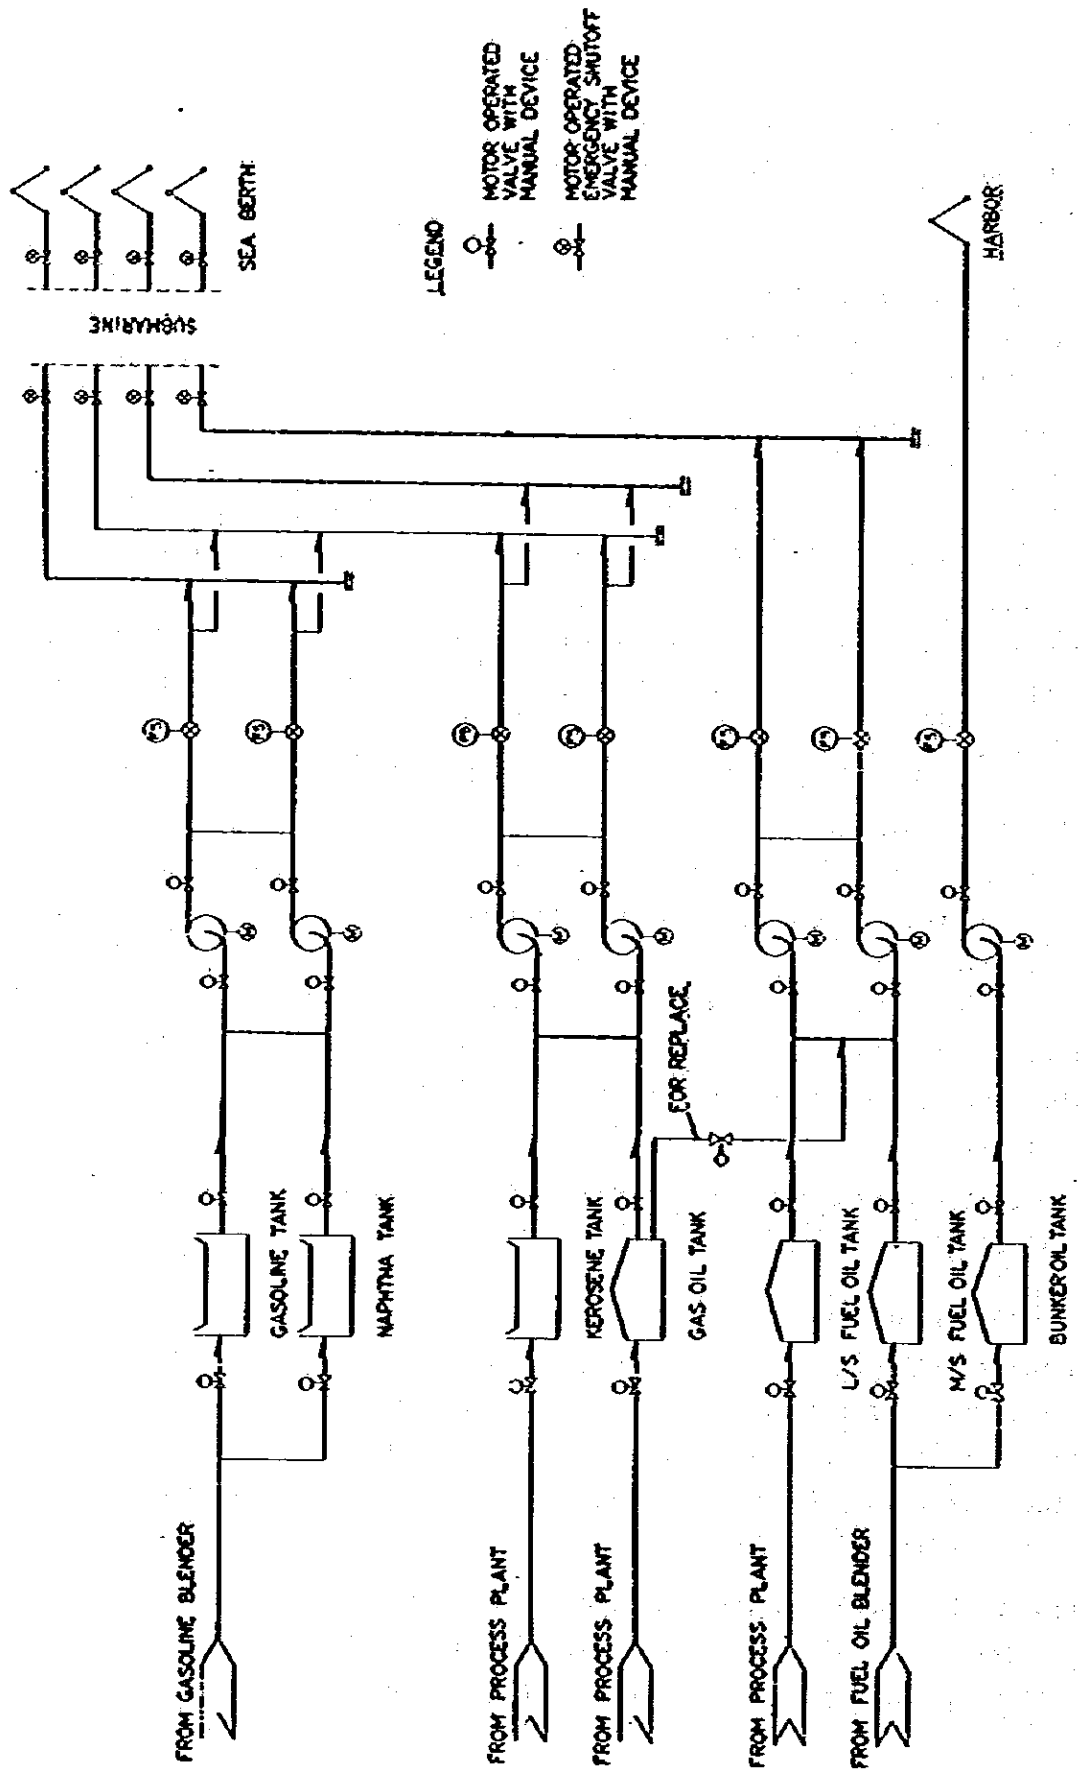 FROM GASOLINE BLENDER
FROM PROCESS PLANT
FROM PROCESS PLANT
FROM PROCESS PLANT
FROM FUEL OIL BLENDER
GASOLINE TANK
NAPHTHA TANK
KEROSENE TANK
GAS OIL TANK
L/S FUEL OIL TANK
M/S FUEL OIL TANK
BUNKER OIL TANK
FOR REPLACE
M
M
M
M
M
M
M
SUBMARINE
SEA BERTH
HARBOR
LEGEND
MOTOR OPERATED
VALVE WITH
MANUAL DEVICE
MOTOR OPERATED
EMERGENCY SHUTOFF
VALVE WITH
MANUAL DEVICE